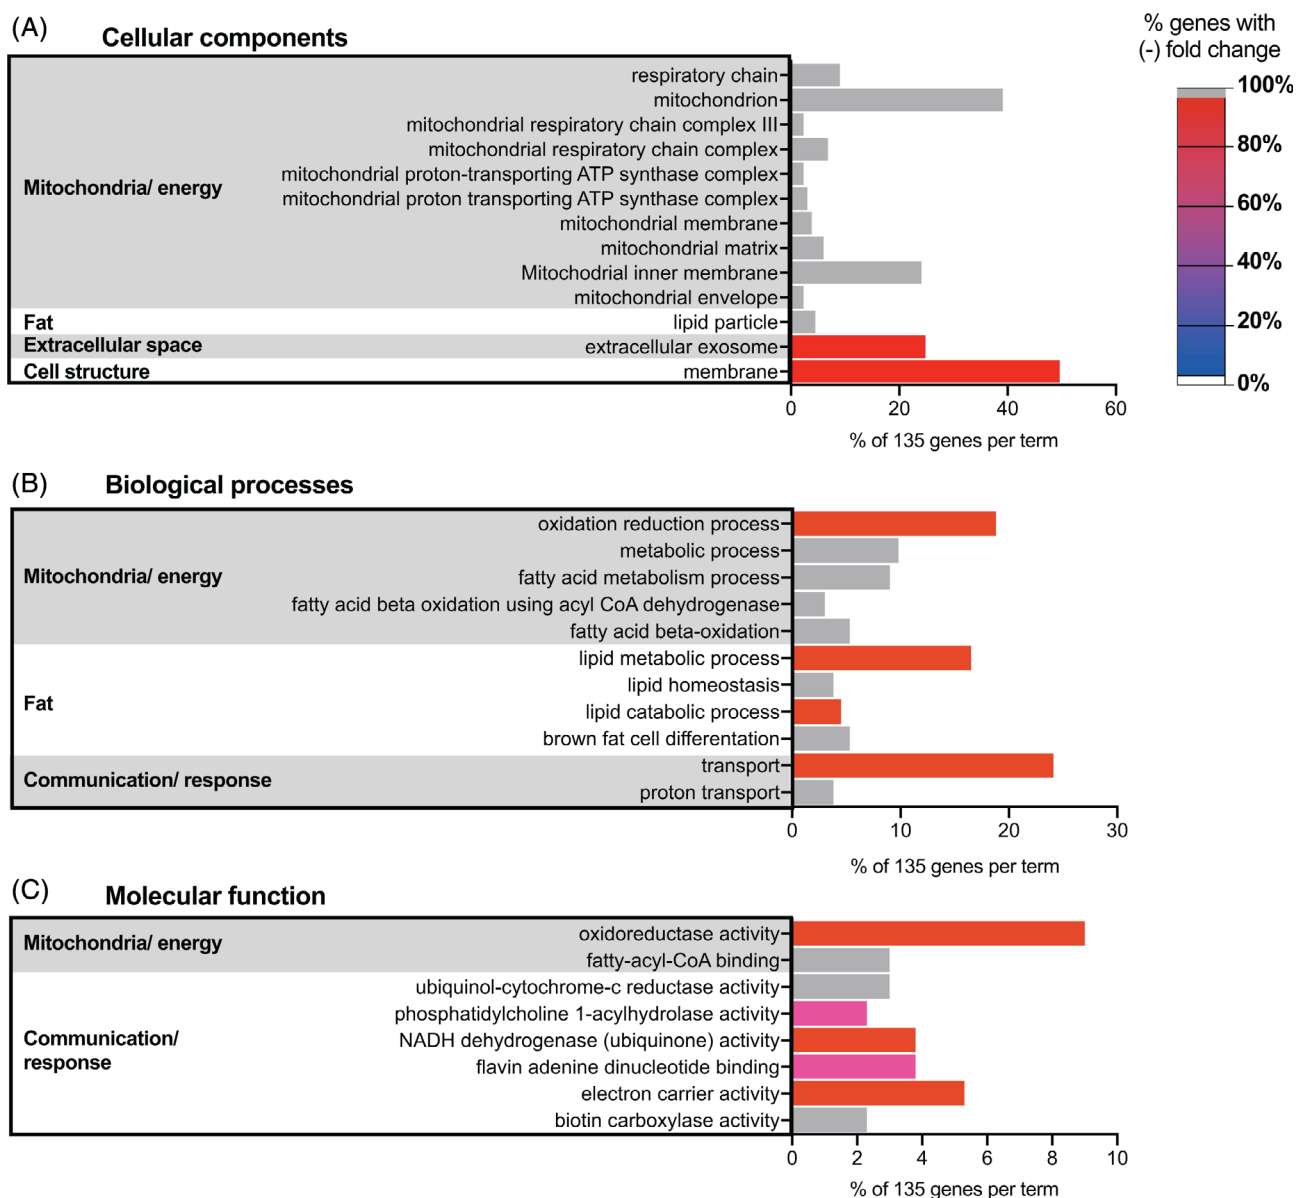 (A) Cellular components
% genes with
(-) fold change
100%
80%
60%
40%
20%
0%
Mitochondria/ energy
respiratory chain
mitochondrion
mitochondrial respiratory chain complex III
mitochondrial respiratory chain complex
mitochondrial proton-transporting ATP synthase complex
mitochondrial proton transporting ATP synthase complex
mitochondrial membrane
mitochondrial matrix
Mitochodrial inner membrane
mitochondrial envelope
Fat lipid particle
Extracellular space extracellular exosome
Cell structure membrane
0 20 40 60
% of 135 genes per term
(B) Biological processes
Mitochondria/ energy
oxidation reduction process
metabolic process
fatty acid metabolism process
fatty acid beta oxidation using acyl CoA dehydrogenase
fatty acid beta-oxidation
Fat
lipid metabolic process
lipid homeostasis
lipid catabolic process
brown fat cell differentation
Communication/ response
transport
proton transport
0 10 20 30
% of 135 genes per term
(C) Molecular function
Mitochondria/ energy
oxidoreductase activity
fatty-acyl-CoA binding
Communication/
response
ubiquinol-cytochrome-c reductase activity
phosphatidylcholine 1-acylhydrolase activity
NADH dehydrogenase (ubiquinone) activity
flavin adenine dinucleotide binding
electron carrier activity
biotin carboxylase activity
0 2 4 6 8 10
% of 135 genes per term